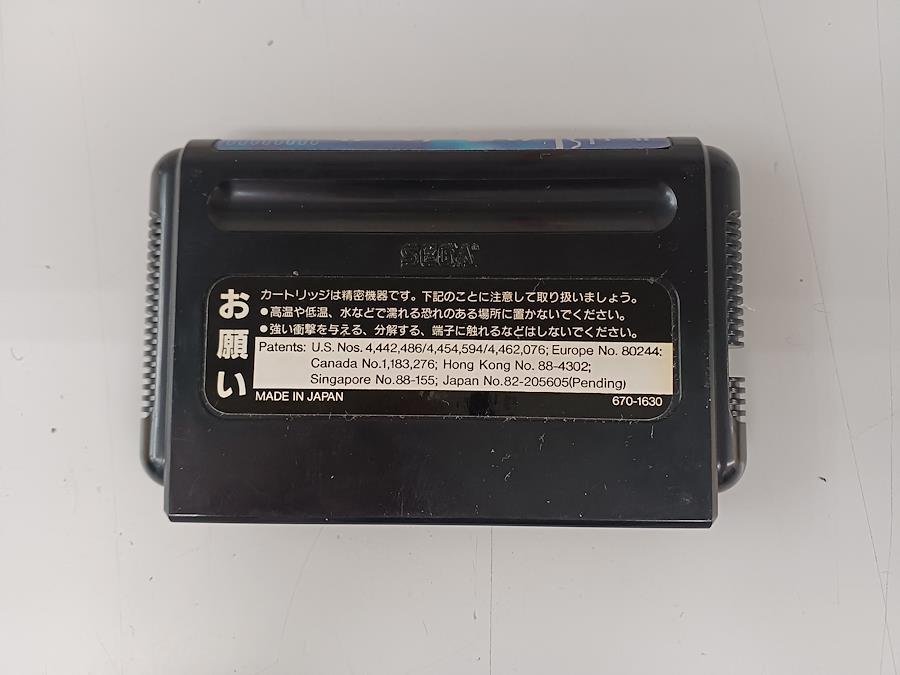 SEGA®
お願い
カートリッジは精密機器です。下記のことに注意して取り扱いましょう。
●高温や低温、水などで濡れる恐れのある場所に置かないでください。
●強い衝撃を与える、分解する、端子に触れるなどはしないでください。
Patents: U.S. Nos. 4,442,486/4,454,594/4,462,076; Europe No. 80244;
Canada No.1,183,276; Hong Kong No. 88-4302;
Singapore No.88-155; Japan No.82-205605(Pending)
MADE IN JAPAN
670-1630